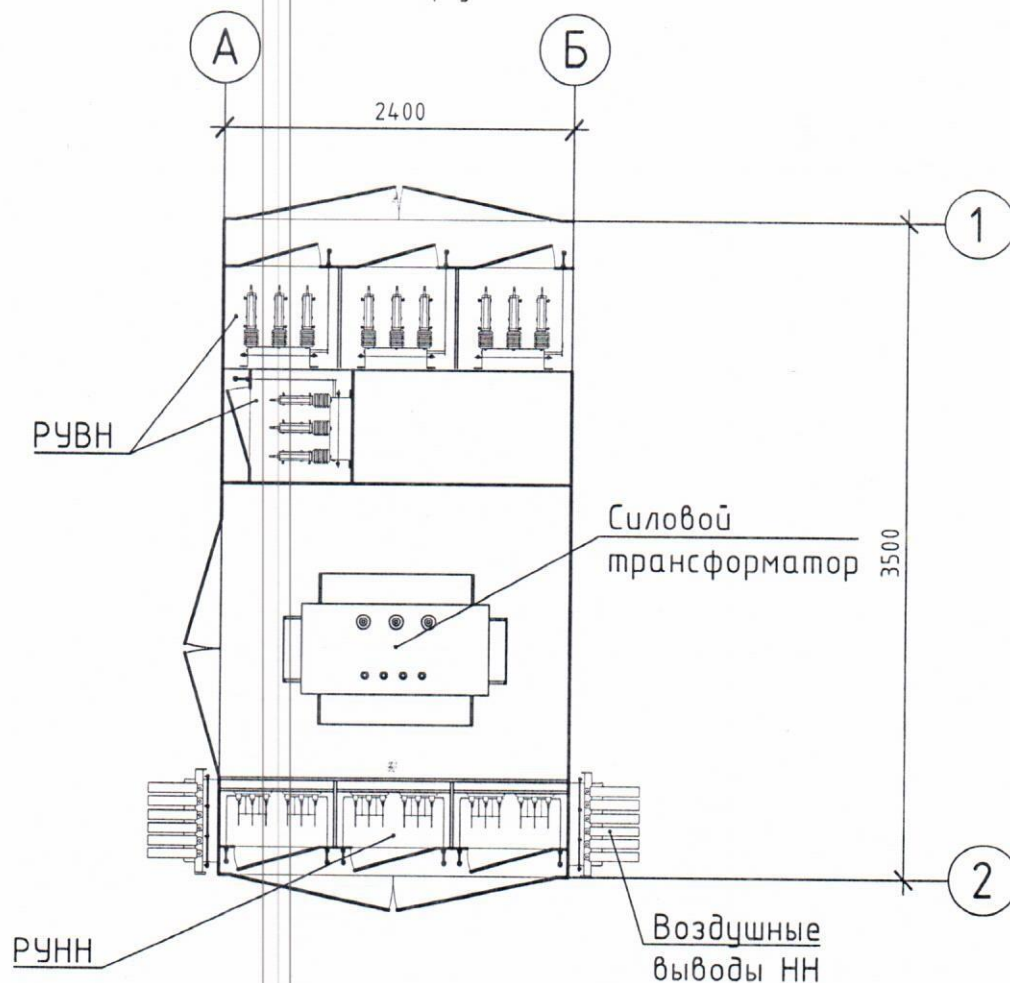 А
Б
2400
1
РУВН
Силовой
трансформатор
3500
2
РУНН
Воздушные
выводы НН